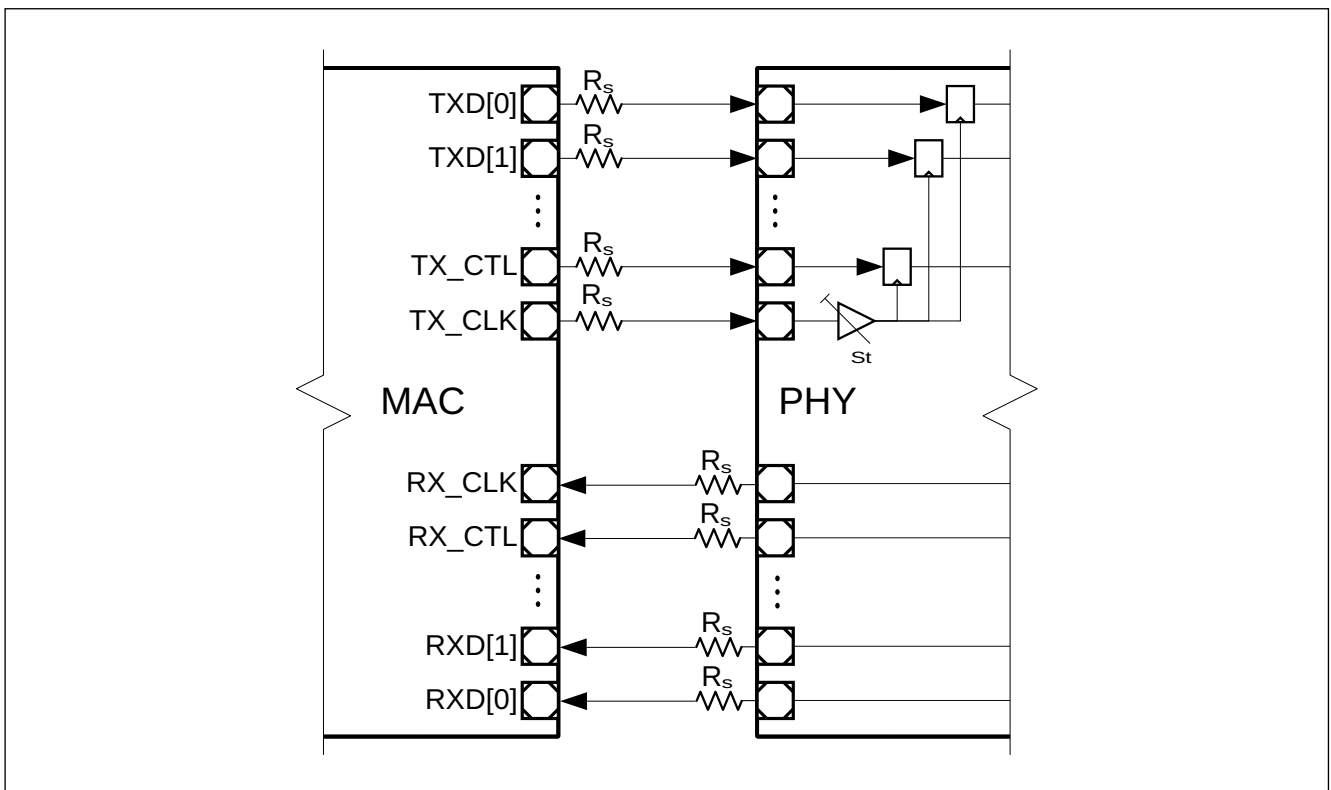 TXD[0]
Rs
TXD[1]
Rs
TX_CTL
Rs
TX_CLK
Rs
St
MAC
PHY
RX_CLK
Rs
RX_CTL
Rs
RXD[1]
Rs
RXD[0]
Rs